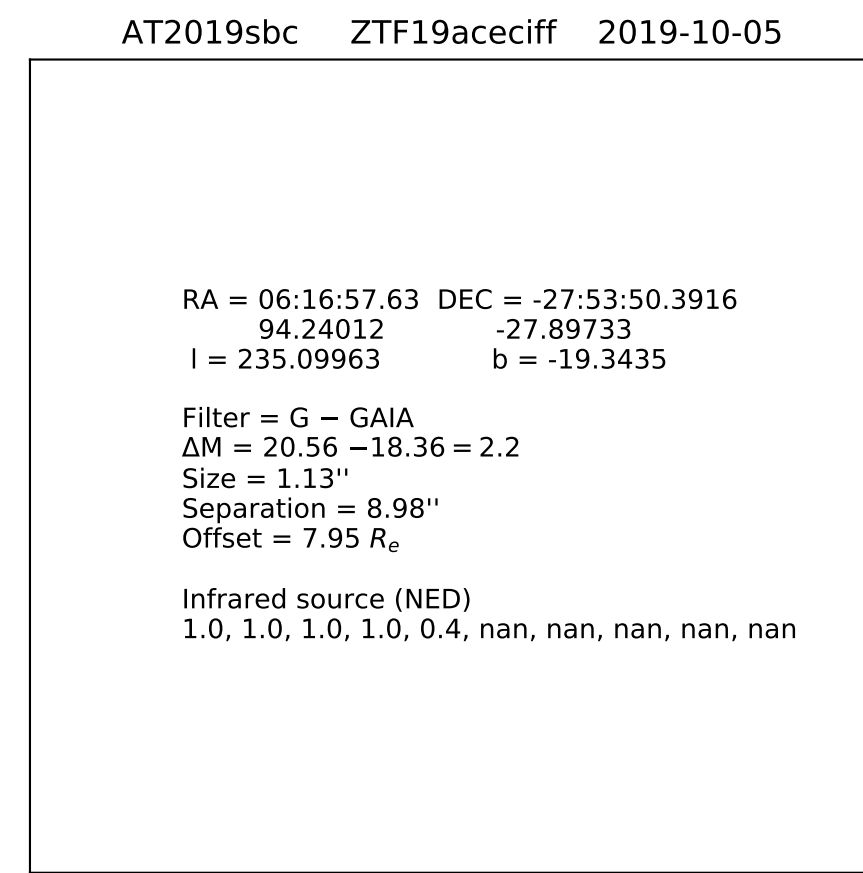 AT2019sbc ZTF19aceciff 2019-10-05
RA = 06:16:57.63 DEC = -27:53:50.3916
94.24012 -27.89733
l = 235.09963 b = -19.3435
Filter = G − GAIA
ΔM = 20.56 −18.36 = 2.2
Size = 1.13''
Separation = 8.98''
Offset = 7.95 Re
Infrared source (NED)
1.0, 1.0, 1.0, 1.0, 0.4, nan, nan, nan, nan, nan